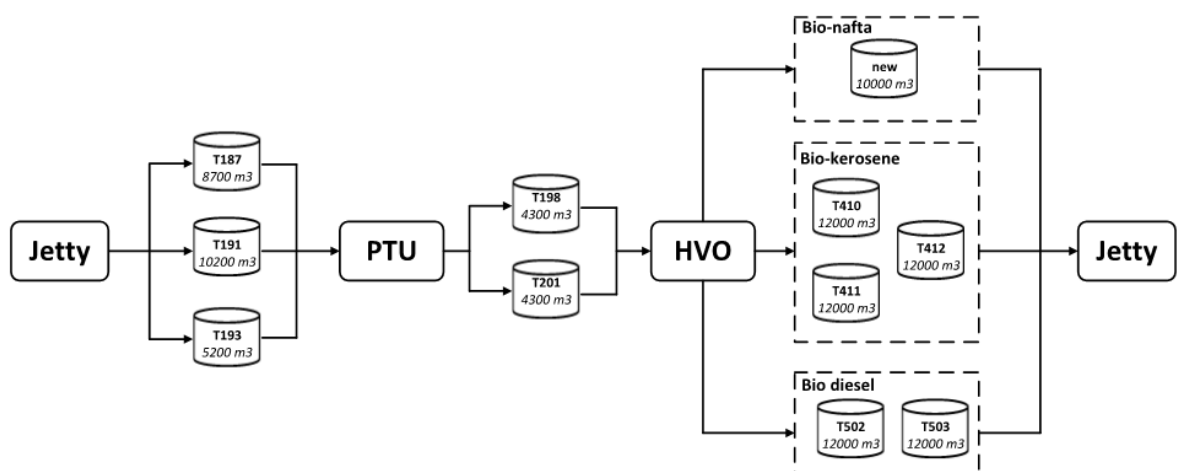 Jetty
T187
8700 m3
T191
10200 m3
T193
5200 m3
PTU
T198
4300 m3
T201
4300 m3
HVO
Bio-nafta
new
10000 m3
Bio-kerosene
T410
12000 m3
T411
12000 m3
T412
12000 m3
Bio diesel
T502
12000 m3
T503
12000 m3
Jetty